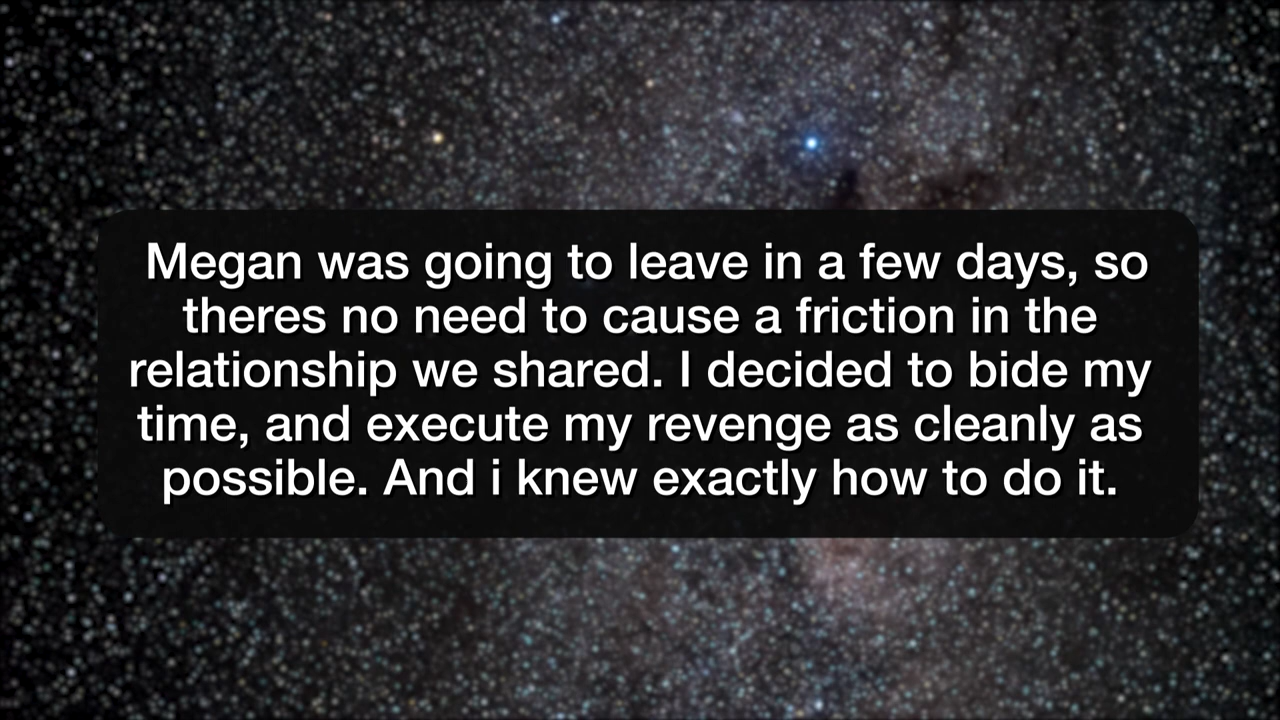 Megan was going to leave in a few days, so
theres no need to cause a friction in the
relationship we shared. I decided to bide my
time, and execute my revenge as cleanly as
possible. And i knew exactly how to do it.